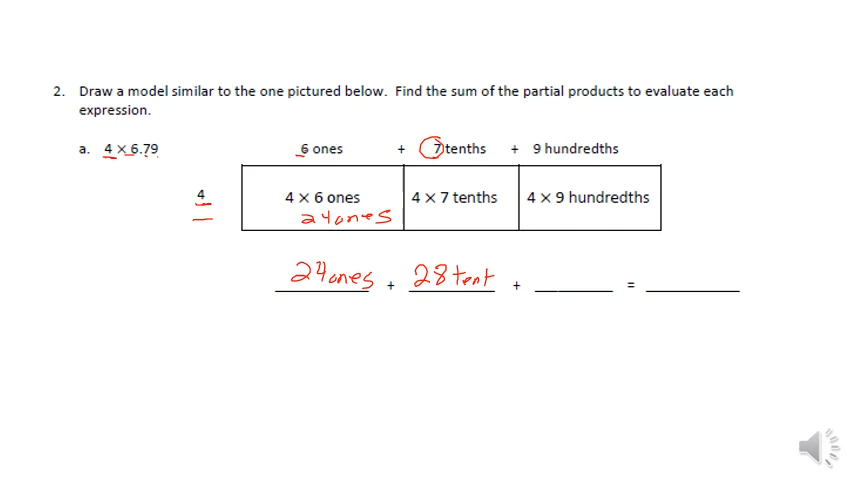 2. Draw a model similar to the one pictured below. Find the sum of the partial products to evaluate each
expression.
a. 4 × 6.79 6 ones + 7 tenths + 9 hundredths
4 4 × 6 ones 4 × 7 tenths 4 × 9 hundredths
24 ones
24 ones + 28 tent + =